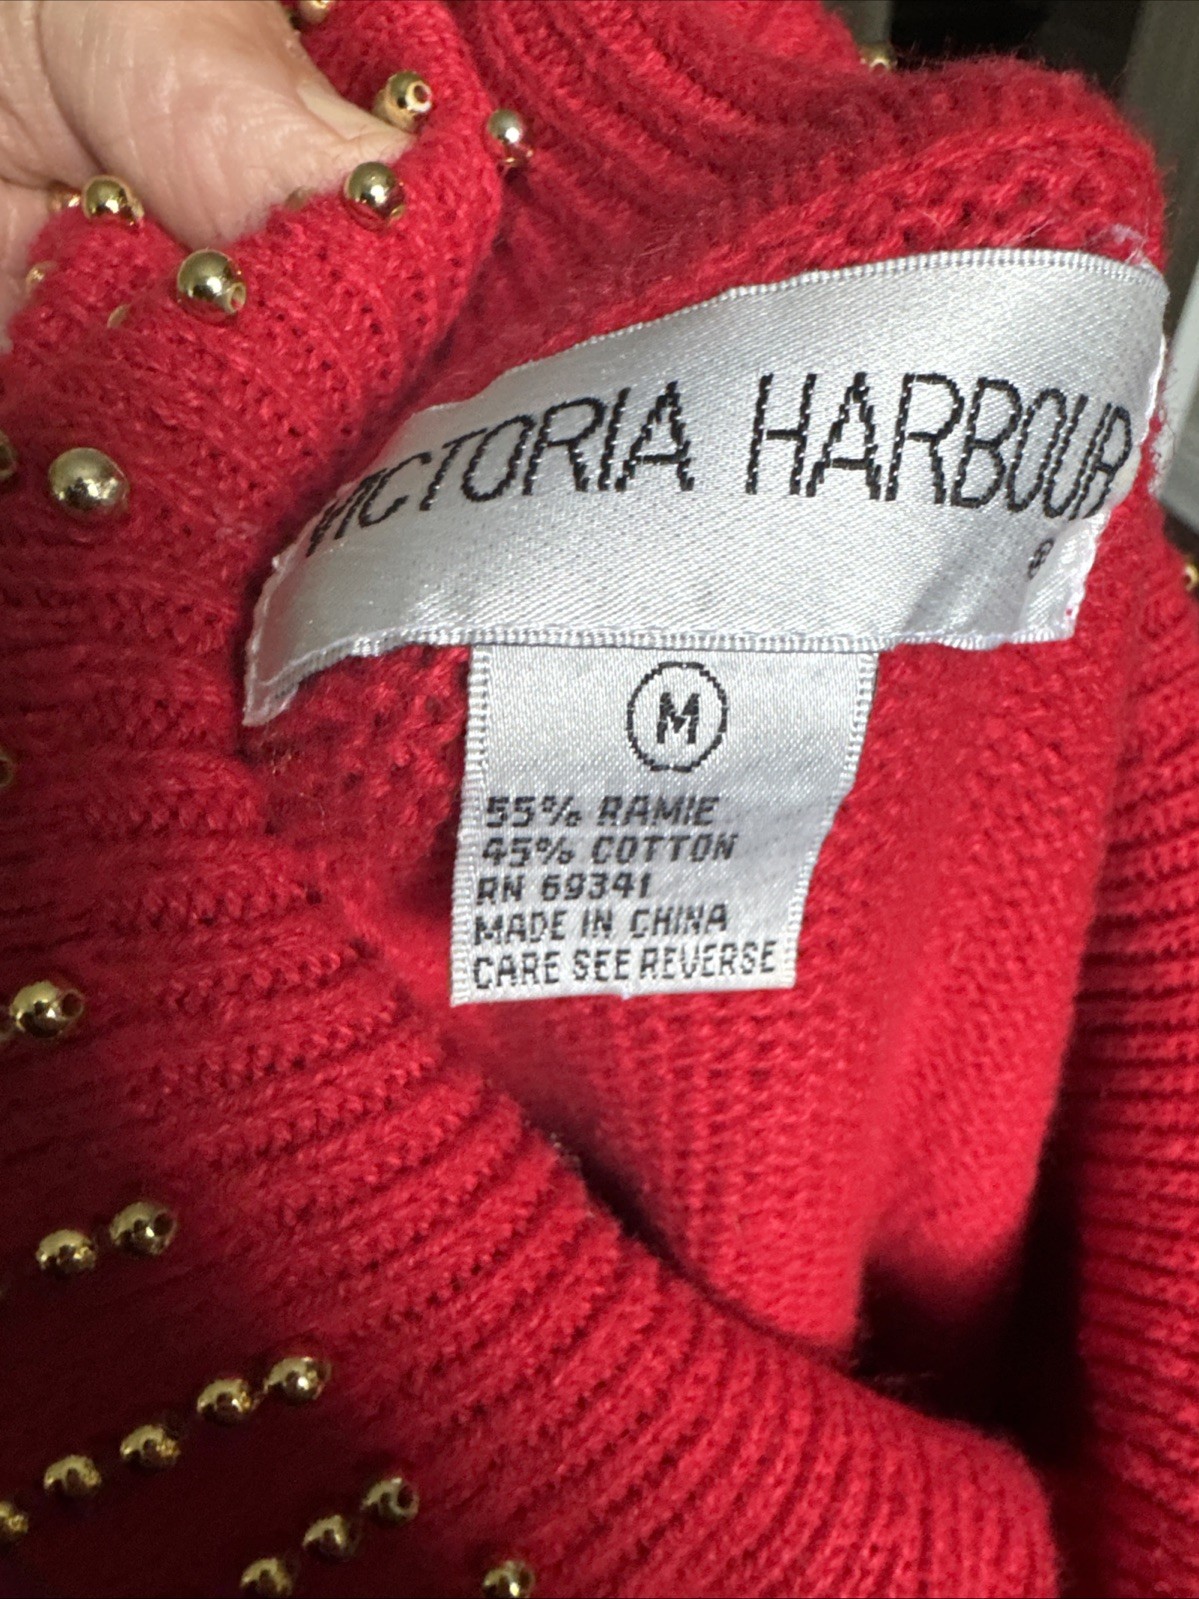 VICTORIA HARBOUR
®
M
55% RAMIE
45% COTTON
RN 69341
MADE IN CHINA
CARE SEE REVERSE